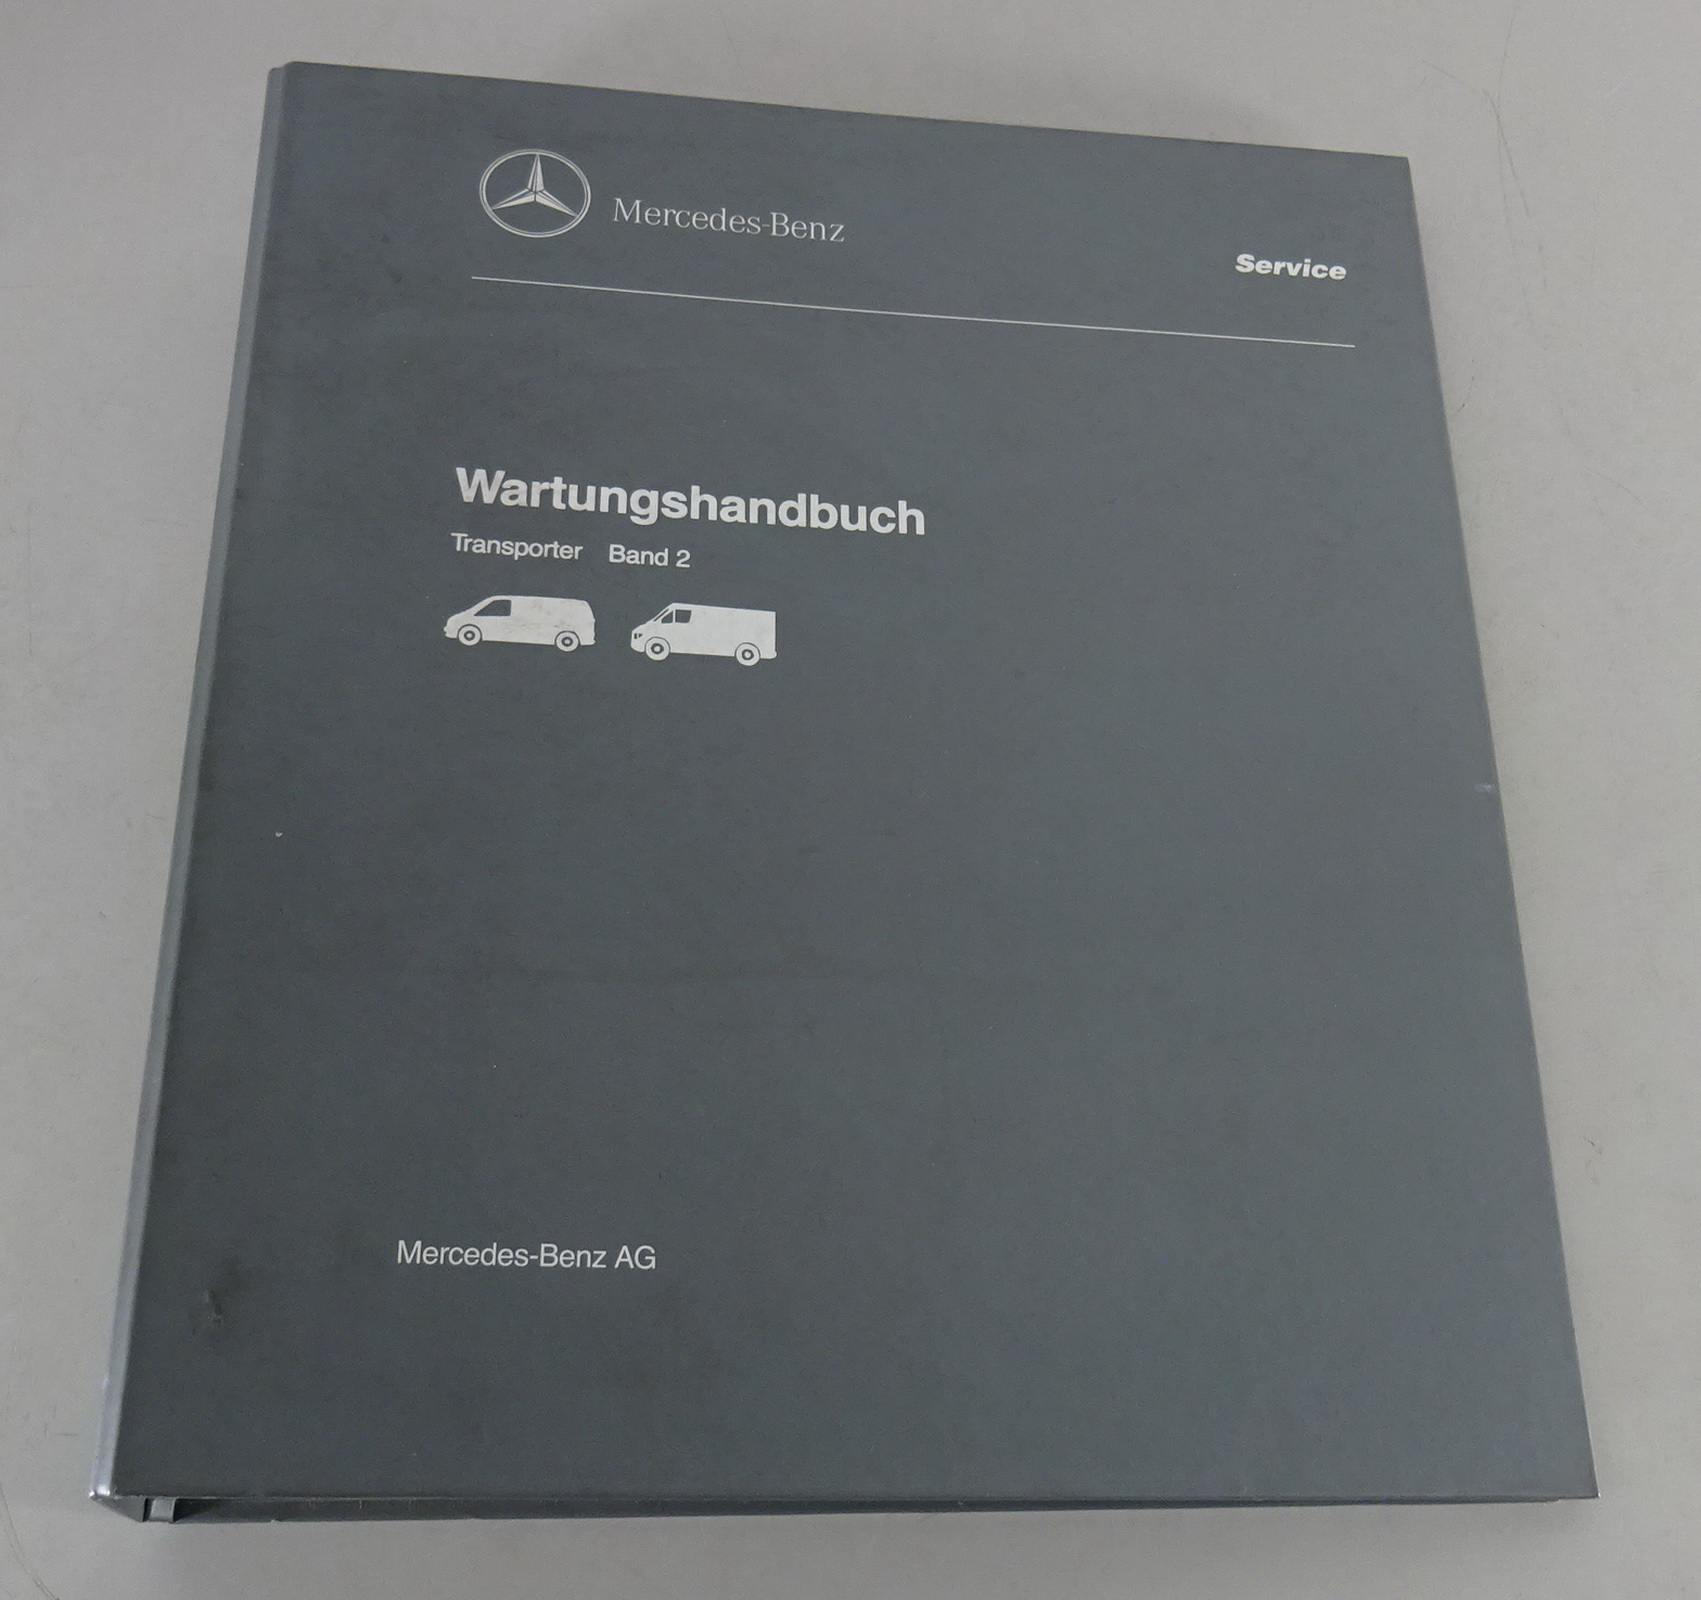 Mercedes-Benz
Service
Wartungshandbuch
Transporter Band 2
Mercedes-Benz AG